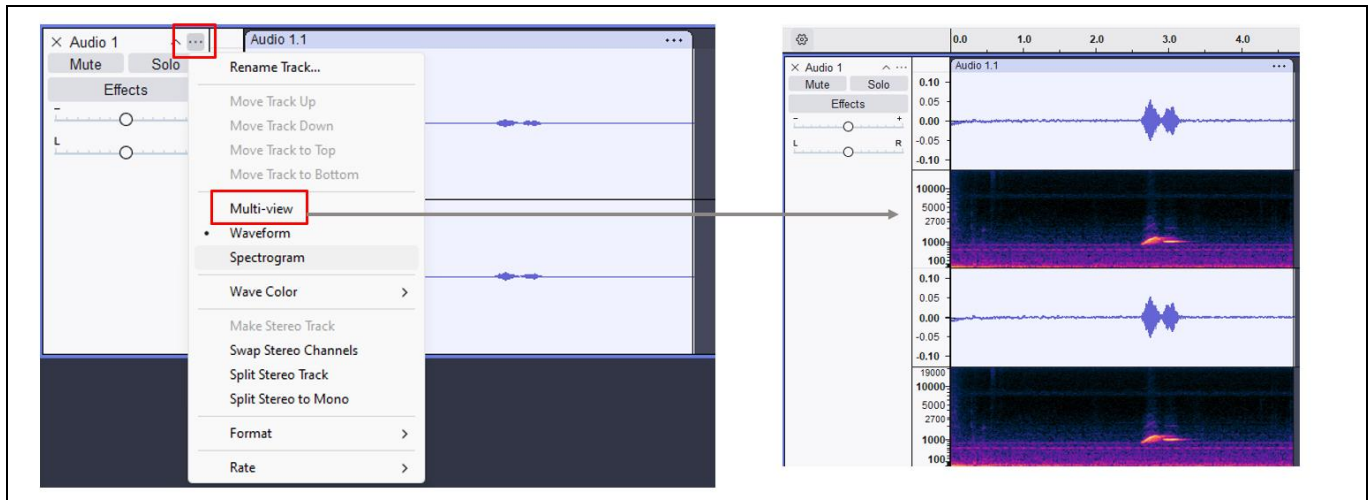 × Audio 1 ^ ...
Mute Solo
Effects
-
L
Audio 1.1 ...
Rename Track...
Move Track Up
Move Track Down
Move Track to Top
Move Track to Bottom
Multi-view
• Waveform
Spectrogram
Wave Color >
Make Stereo Track
Swap Stereo Channels
Split Stereo Track
Split Stereo to Mono
Format >
Rate >
0.0 1.0 2.0 3.0 4.0
× Audio 1 ^ ...
Mute Solo
Effects
- +
L R
Audio 1.1 ...
0.10
0.05
0.00
-0.05
-0.10
10000
5000
2700
1000
100
0.10
0.05
0.00
-0.05
-0.10
19000
10000
5000
2700
1000
100